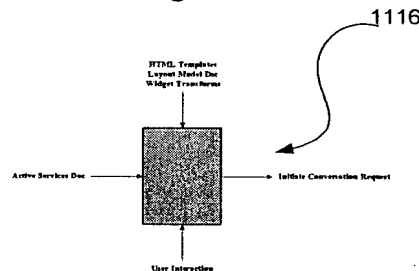 1116
HTML Templates
Layout Model Doc
Widget Transforms
Active Services Doc
Initiate Conversation Request
User Interaction